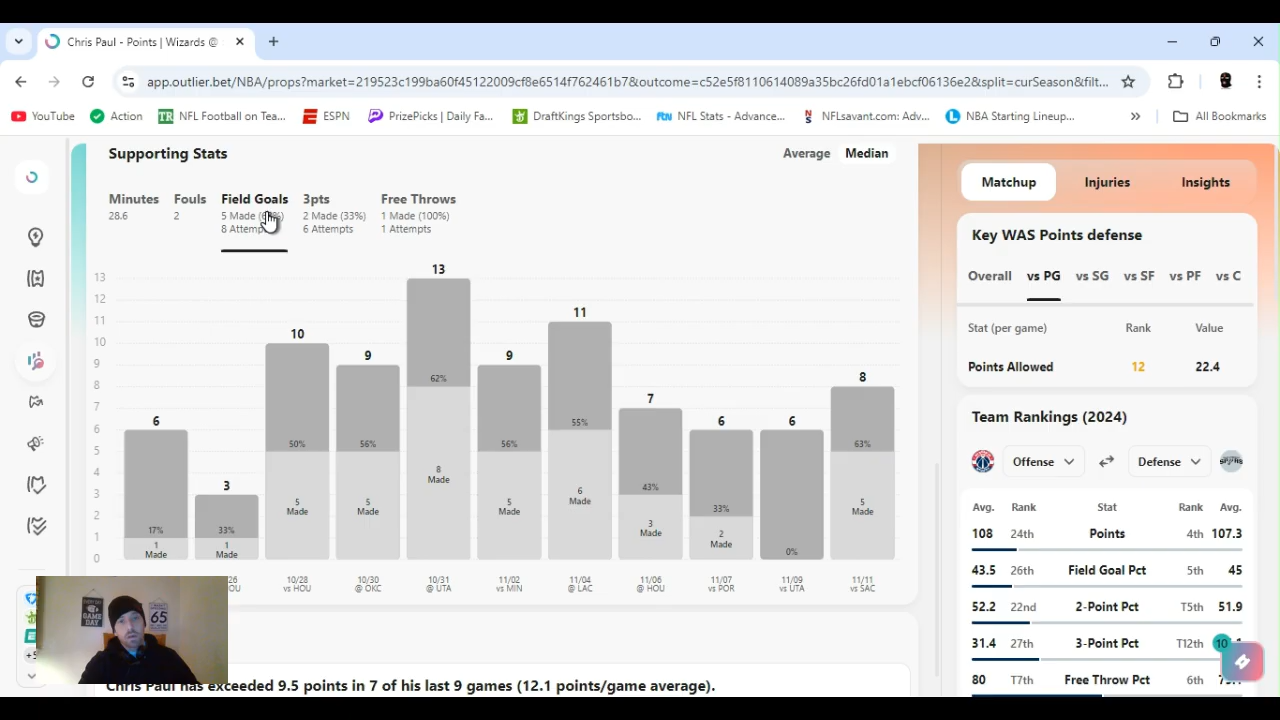 Chris Paul - Points | Wizards @
app.outlier.bet/NBA/props?market=219523c199ba60f45122009cf8e6514f762461b7&outcome=c52e5f8110614089a35bc26fd01a1ebcf06136e2&split=curSeason&filt...
YouTube
Action
NFL Football on Tea...
ESPN
PrizePicks | Daily Fa...
DraftKings Sportsbo...
NFL Stats - Advance...
NFLsavant.com: Adv...
NBA Starting Lineup...
»
All Bookmarks
Supporting Stats
Average
Median
Minutes
28.6
Fouls
2
Field Goals
5 Made
8 Attemp
3pts
2 Made (33%)
6 Attempts
Free Throws
1 Made (100%)
1 Attempts
13
12
11
10
9
8
7
6
5
4
3
2
1
0
6
17%
1
Made
3
33%
1
Made
10
50%
5
Made
9
56%
5
Made
13
62%
8
Made
9
56%
5
Made
11
55%
6
Made
7
43%
3
Made
6
33%
2
Made
6
0%
8
63%
5
Made
10/28
vs HOU
10/30
@ OKC
10/31
@ UTA
11/02
vs MIN
11/04
@ LAC
11/06
@ HOU
11/07
vs POR
11/09
vs UTA
11/11
vs SAC
GAME
DAY
65
Chris Paul has exceeded 9.5 points in 7 of his last 9 games (12.1 points/game average).
Matchup
Injuries
Insights
Key WAS Points defense
Overall
vs PG
vs SG
vs SF
vs PF
vs C
Stat (per game)
Rank
Value
Points Allowed
12
22.4
Team Rankings (2024)
Offense
Defense
Avg.
Rank
Stat
Rank
Avg.
108
24th
Points
4th
107.3
43.5
26th
Field Goal Pct
5th
45
52.2
22nd
2-Point Pct
T5th
51.9
31.4
27th
3-Point Pct
T12th
80
T7th
Free Throw Pct
6th